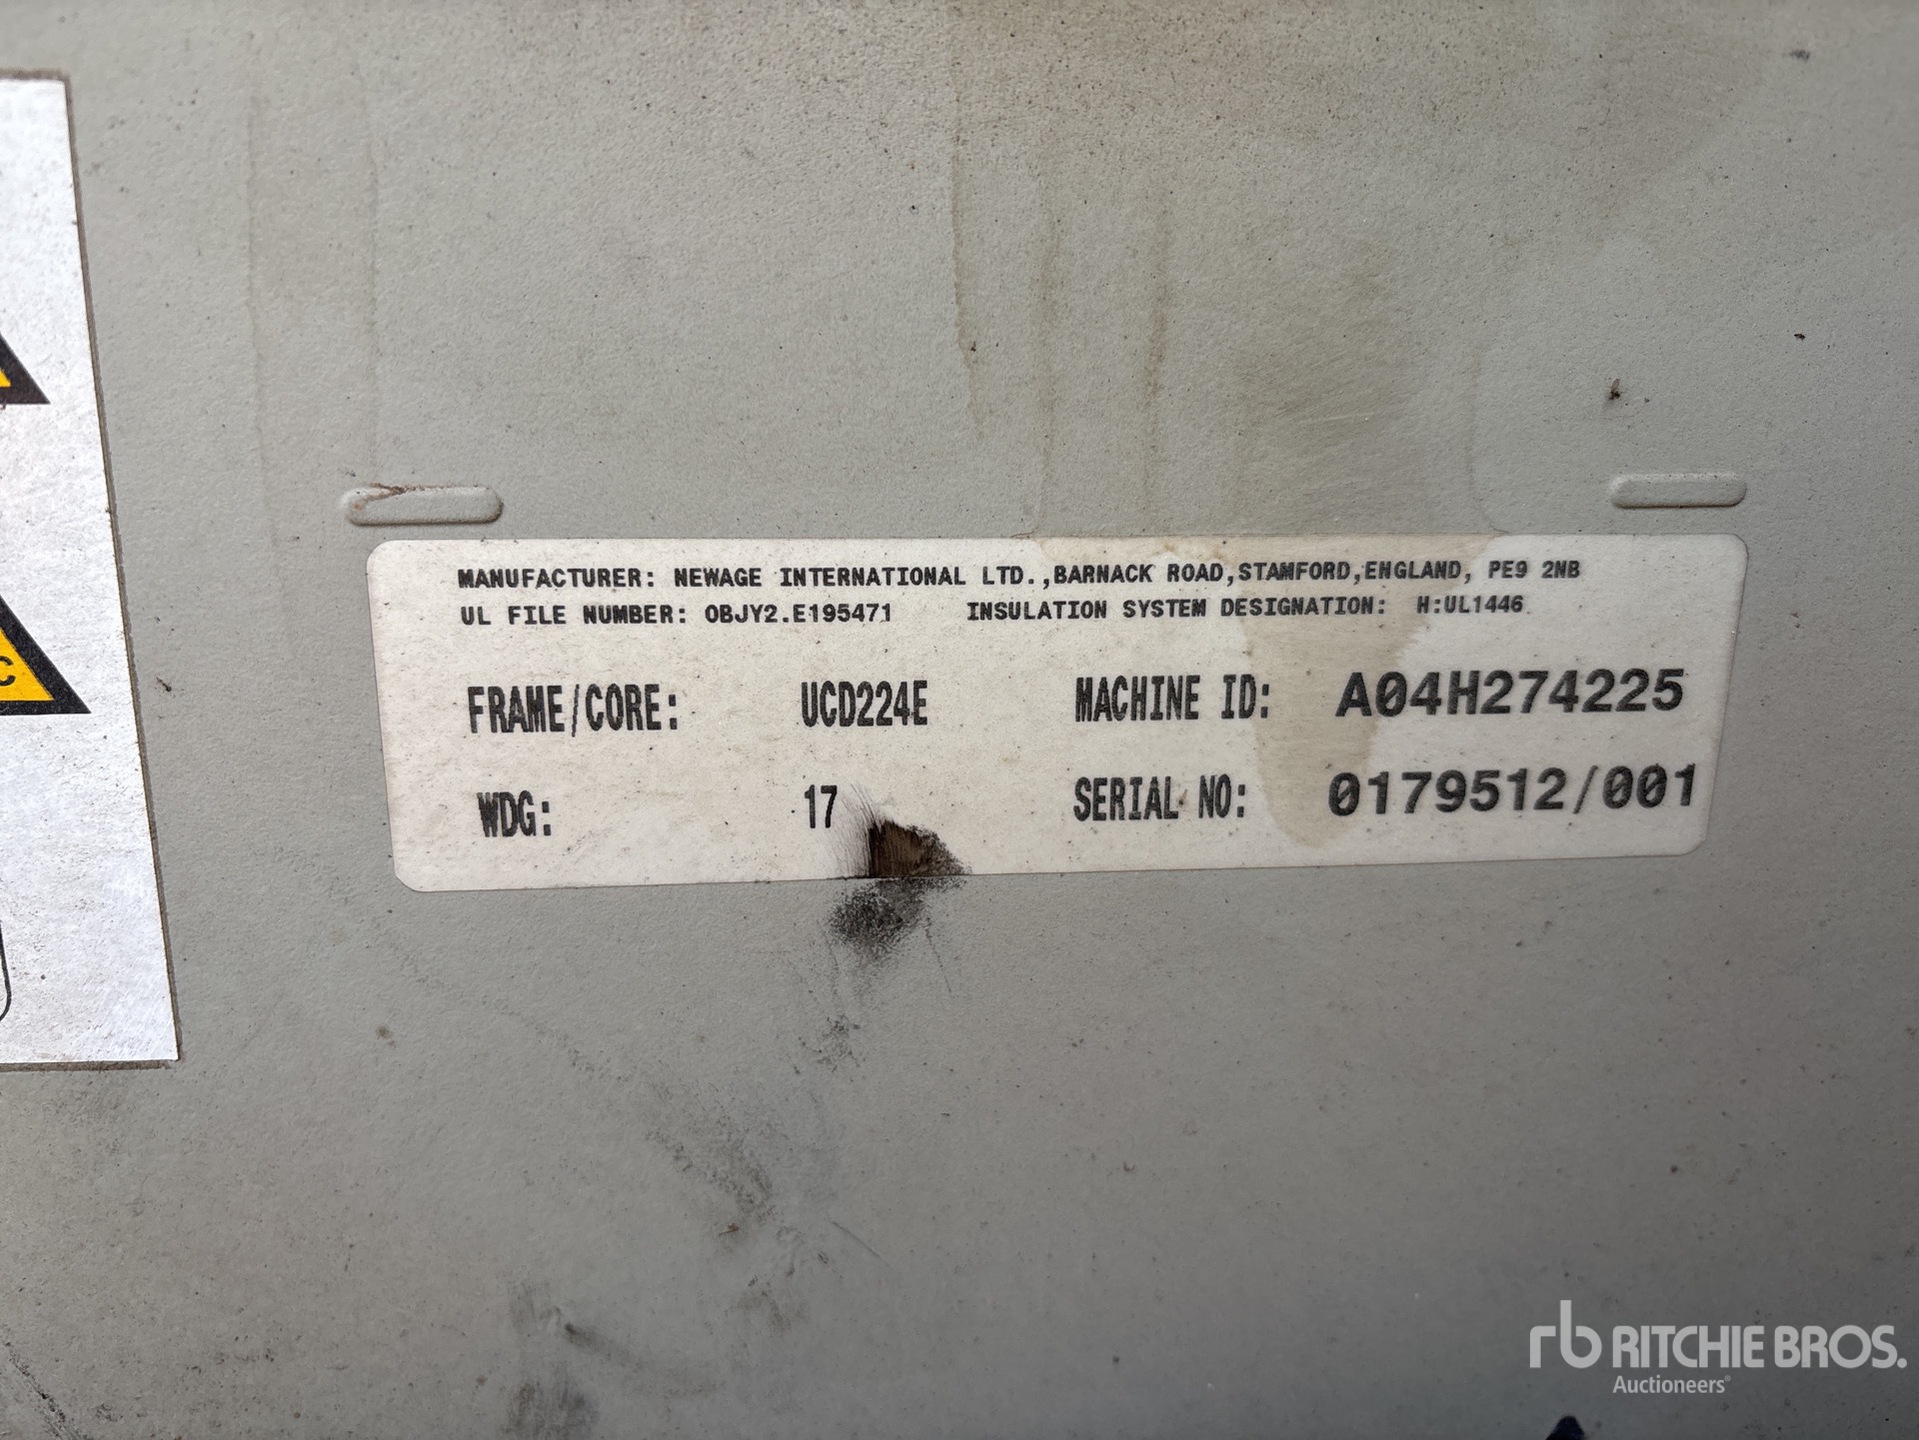 MANUFACTURER: NEWAGE INTERNATIONAL LTD.,BARNACK ROAD,STAMFORD,ENGLAND, PE9 2NB
UL FILE NUMBER: OBJY2.E195471 INSULATION SYSTEM DESIGNATION: H:UL1446
FRAME/CORE: UCD224E MACHINE ID: A04H274225
WDG: 17 SERIAL NO: 0179512/001
C
rb RITCHIE BROS.
Auctioneers®